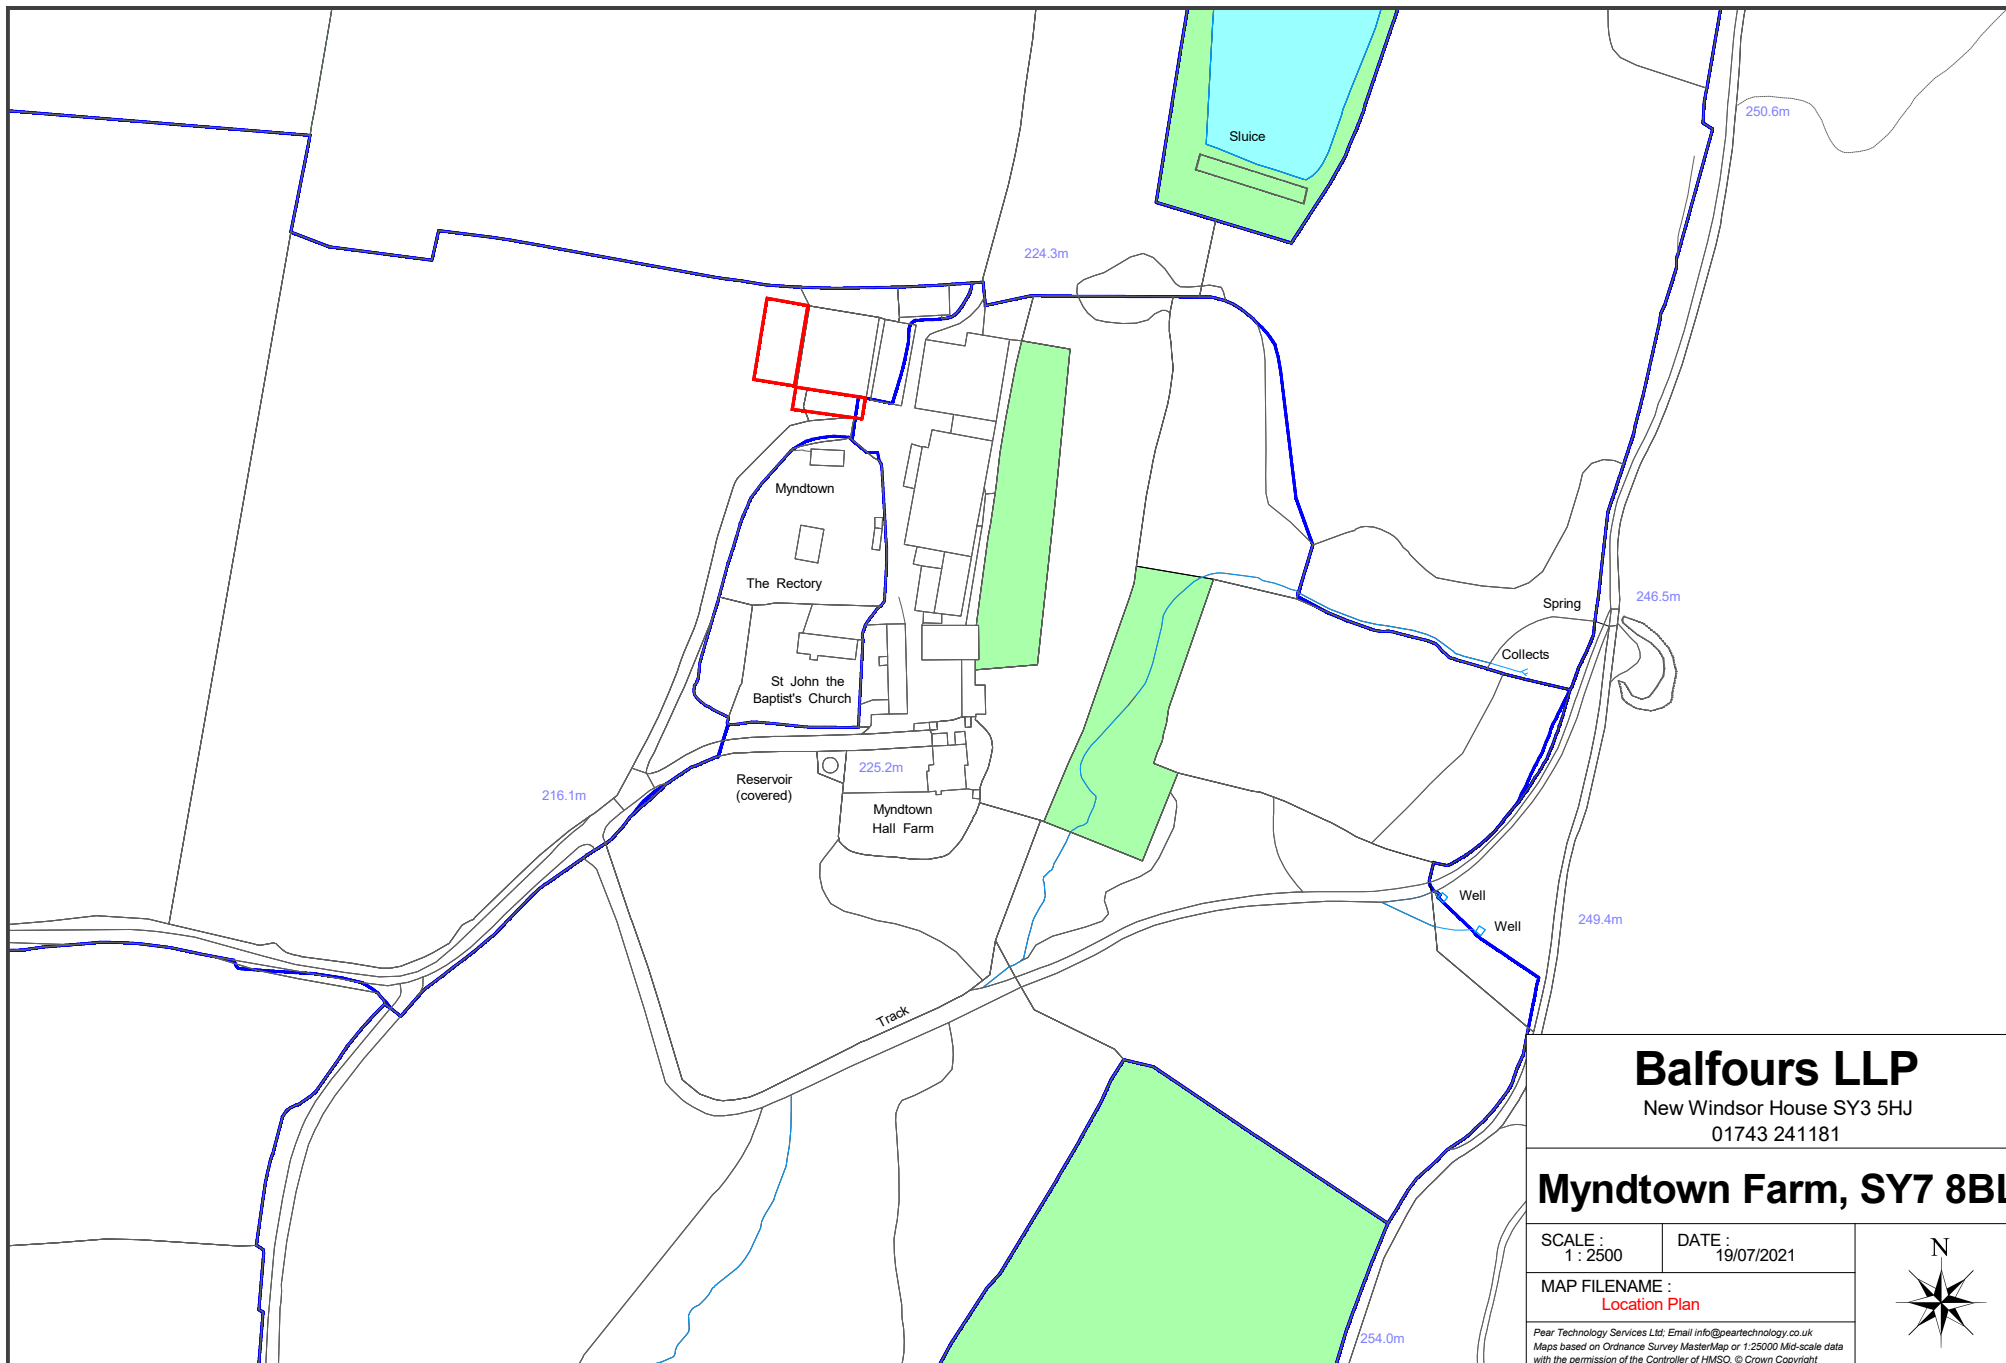 250.6m
Sluice
224.3m
Myndtown
The Rectory
Spring
246.5m
Collects
St John the
Baptist's Church
225.2m
Reservoir
(covered)
216.1m
Myndtown
Hall Farm
Well
Well
249.4m
Track
254.0m
Balfours LLP
New Windsor House SY3 5HJ
01743 241181
Myndtown Farm, SY7 8BL
SCALE :
1 : 2500
DATE :
19/07/2021
N
MAP FILENAME :
Location Plan
Pear Technology Services Ltd; Email info@peartechnology.co.uk
Maps based on Ordnance Survey MasterMap or 1:25000 Mid-scale data
with the permission of the Controller of HMSO. © Crown Copyright